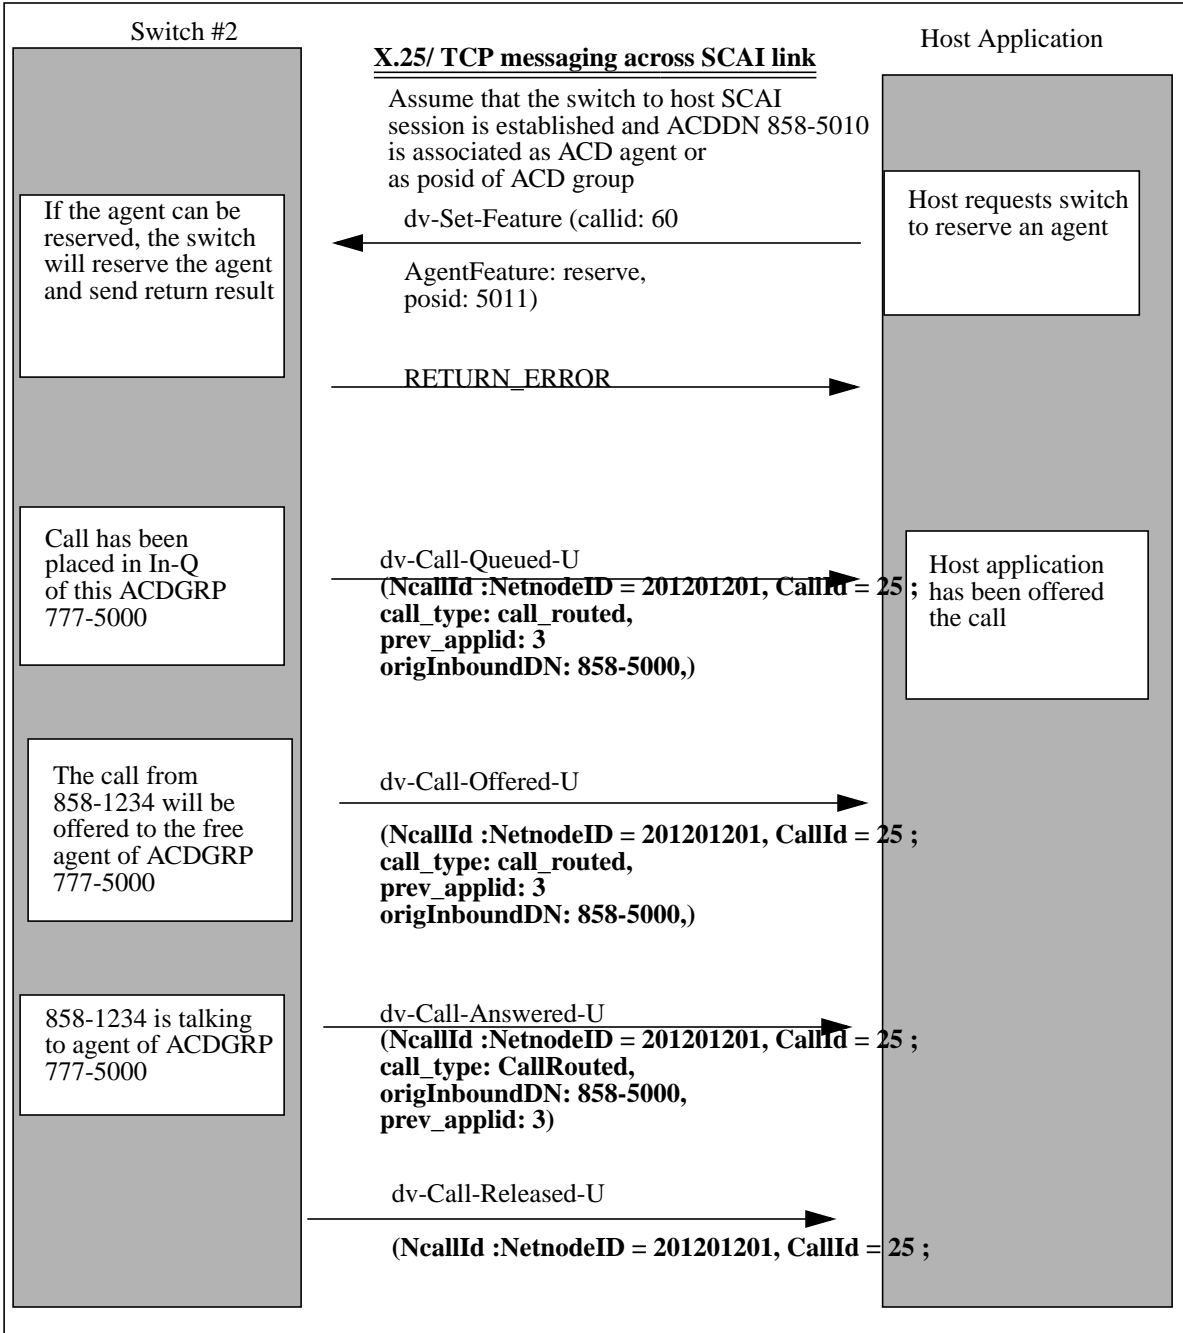 Switch #2
Host Application
X.25/ TCP messaging across SCAI link
Assume that the switch to host SCAI
session is established and ACDDN 858-5010
is associated as ACD agent or
as posid of ACD group
If the agent can be
reserved, the switch
will reserve the agent
and send return result
dv-Set-Feature (callid: 60
AgentFeature: reserve,
posid: 5011)
Host requests switch
to reserve an agent
RETURN_ERROR
Call has been
placed in In-Q
of this ACDGRP
777-5000
dv-Call-Queued-U
(NcallId :NetnodeID = 201201201, CallId = 25 ;
call_type: call_routed,
prev_applid: 3
origInboundDN: 858-5000,)
Host application
has been offered
the call
The call from
858-1234 will be
offered to the free
agent of ACDGRP
777-5000
dv-Call-Offered-U
(NcallId :NetnodeID = 201201201, CallId = 25 ;
call_type: call_routed,
prev_applid: 3
origInboundDN: 858-5000,)
858-1234 is talking
to agent of ACDGRP
777-5000
dv-Call-Answered-U
(NcallId :NetnodeID = 201201201, CallId = 25 ;
call_type: CallRouted,
origInboundDN: 858-5000,
prev_applid: 3)
dv-Call-Released-U
(NcallId :NetnodeID = 201201201, CallId = 25 ;